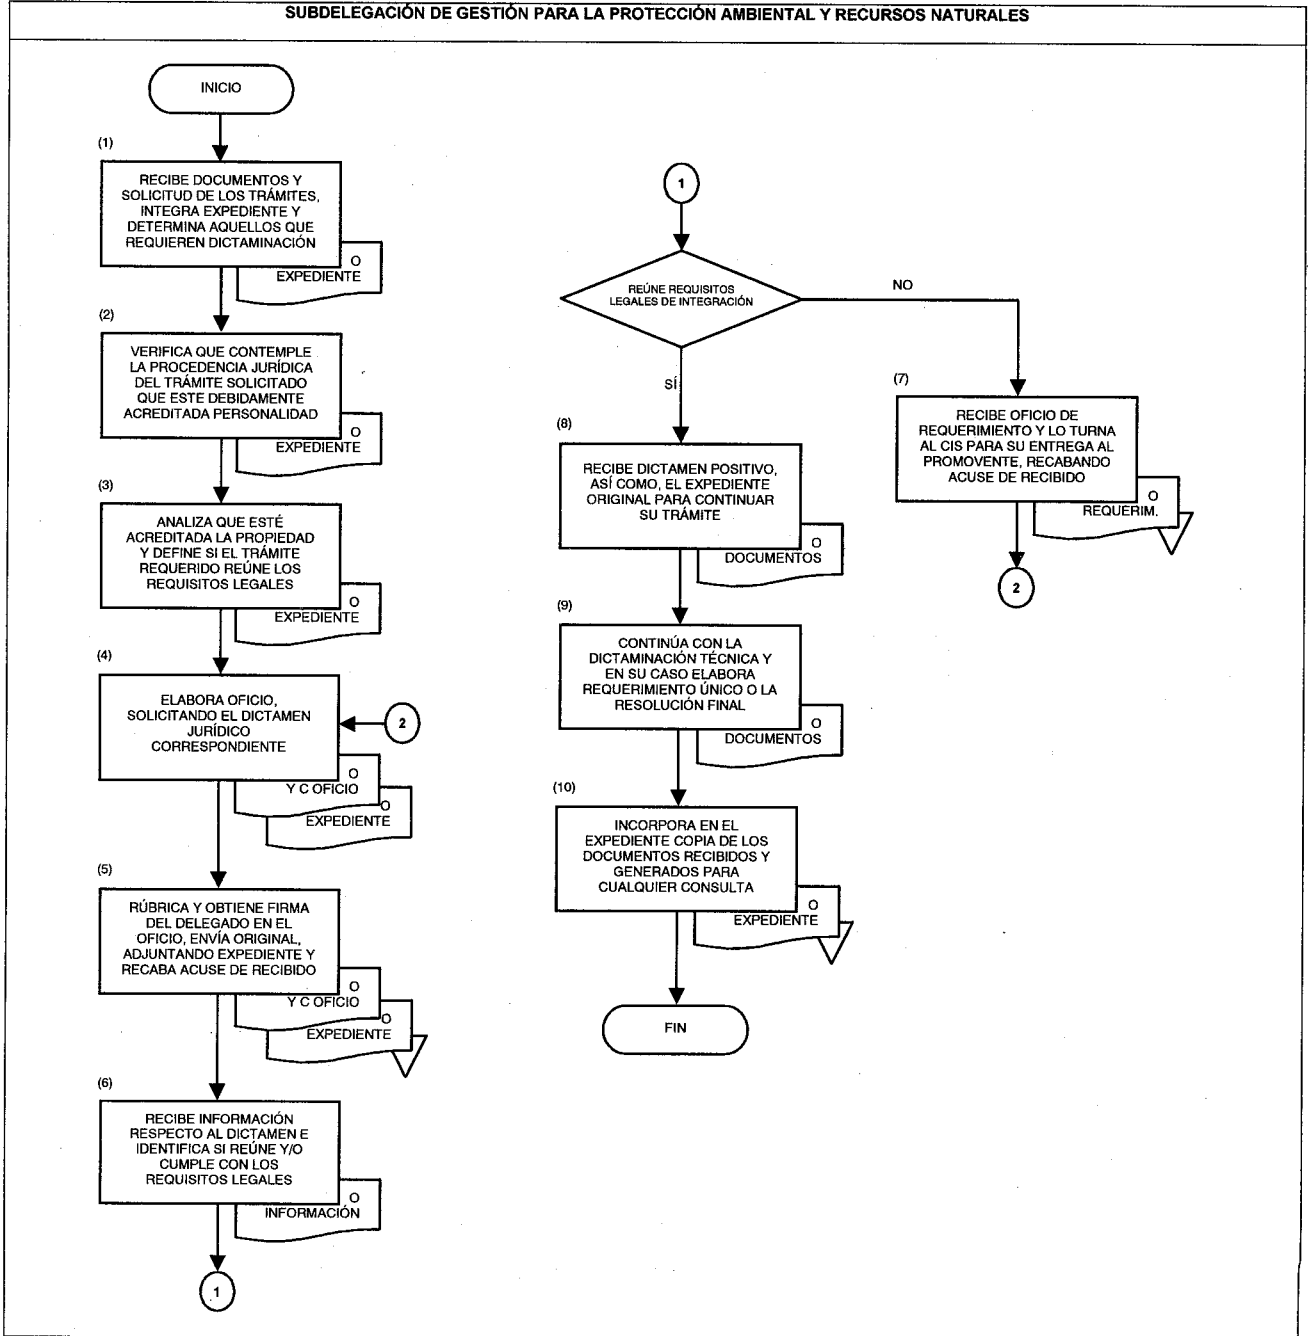 SUBDELEGACIÓN DE GESTIÓN PARA LA PROTECCIÓN AMBIENTAL Y RECURSOS NATURALES
INICIO
(1)
RECIBE DOCUMENTOS Y
SOLICITUD DE LOS TRÁMITES,
INTEGRA EXPEDIENTE Y
DETERMINA AQUELLOS QUE
REQUIEREN DICTAMINACIÓN
O
EXPEDIENTE
(2)
VERIFICA QUE CONTEMPLE
LA PROCEDENCIA JURÍDICA
DEL TRÁMITE SOLICITADO
QUE ESTE DEBIDAMENTE
ACREDITADA PERSONALIDAD
O
EXPEDIENTE
(3)
ANALIZA QUE ESTÉ
ACREDITADA LA PROPIEDAD
Y DEFINE SI EL TRÁMITE
REQUERIDO REÚNE LOS
REQUISITOS LEGALES
O
EXPEDIENTE
(4)
ELABORA OFICIO,
SOLICITANDO EL DICTAMEN
JURÍDICO
CORRESPONDIENTE
2
O
Y C OFICIO
O
EXPEDIENTE
(5)
RÚBRICA Y OBTIENE FIRMA
DEL DELEGADO EN EL
OFICIO, ENVÍA ORIGINAL,
ADJUNTANDO EXPEDIENTE Y
RECABA ACUSE DE RECIBIDO
O
Y C OFICIO
O
EXPEDIENTE
(6)
RECIBE INFORMACIÓN
RESPECTO AL DICTAMEN E
IDENTIFICA SI REÚNE Y/O
CUMPLE CON LOS
REQUISITOS LEGALES
O
INFORMACIÓN
1
1
REÚNE REQUISITOS
LEGALES DE INTEGRACIÓN
NO
SÍ
(7)
RECIBE OFICIO DE
REQUERIMIENTO Y LO TURNA
AL CIS PARA SU ENTREGA AL
PROMOVENTE, RECABANDO
ACUSE DE RECIBIDO
O
REQUERIM.
2
(8)
RECIBE DICTAMEN POSITIVO,
ASÍ COMO, EL EXPEDIENTE
ORIGINAL PARA CONTINUAR
SU TRÁMITE
O
DOCUMENTOS
(9)
CONTINÚA CON LA
DICTAMINACIÓN TÉCNICA Y
EN SU CASO ELABORA
REQUERIMIENTO ÚNICO O LA
RESOLUCIÓN FINAL
O
DOCUMENTOS
(10)
INCORPORA EN EL
EXPEDIENTE COPIA DE LOS
DOCUMENTOS RECIBIDOS Y
GENERADOS PARA
CUALQUIER CONSULTA
O
EXPEDIENTE
FIN